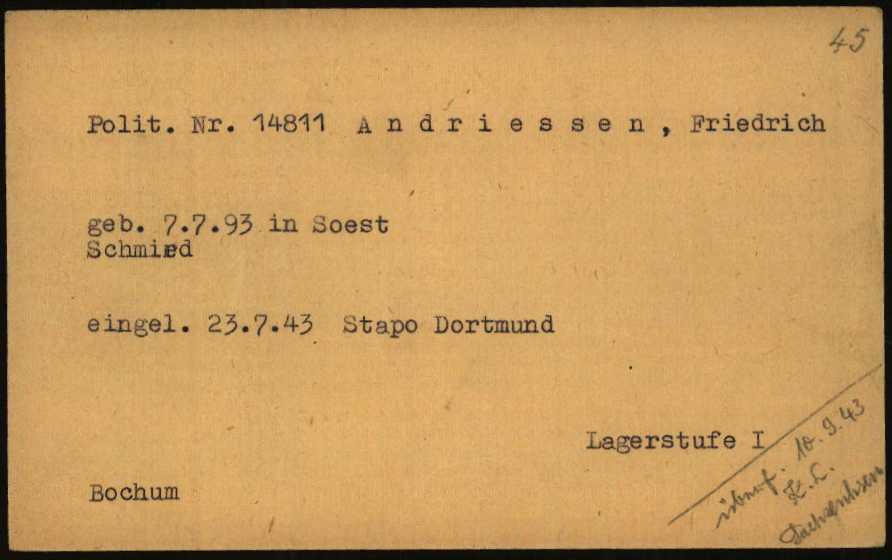 45
Polit. Nr. 14811 A n d r i e s s e n , Friedrich
geb. 7.7.93 in Soest
Schmied
eingel. 23.7.43 Stapo Dortmund
Lagerstufe I
10.9.43
K.L.
Sachsenhsen
Bochum